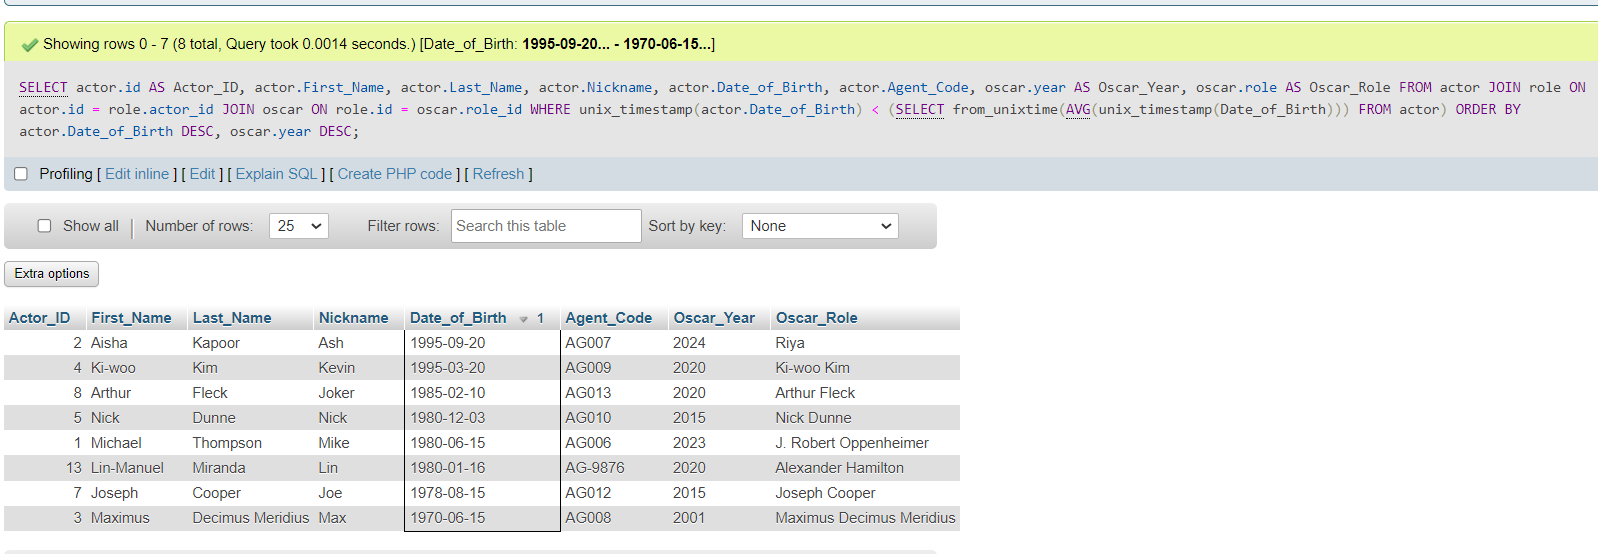 Showing rows 0 - 7 (8 total, Query took 0.0014 seconds.) [Date_of_Birth: 1995-09-20... - 1970-06-15...]
SELECT actor.id AS Actor_ID, actor.First_Name, actor.Last_Name, actor.Nickname, actor.Date_of_Birth, actor.Agent_Code, oscar.year AS Oscar_Year, oscar.role AS Oscar_Role FROM actor JOIN role ON
actor.id = role.actor_id JOIN oscar ON role.id = oscar.role_id WHERE unix_timestamp(actor.Date_of_Birth) < (SELECT from_unixtime(AVG(unix_timestamp(Date_of_Birth))) FROM actor) ORDER BY
actor.Date_of_Birth DESC, oscar.year DESC;
Profiling [ Edit inline ] [ Edit ] [ Explain SQL ] [ Create PHP code ] [ Refresh ]
Show all | Number of rows: 25 Filter rows: Search this table Sort by key: None
Extra options
Actor_ID First_Name Last_Name Nickname Date_of_Birth 1 Agent_Code Oscar_Year Oscar_Role
2 Aisha Kapoor Ash 1995-09-20 AG007 2024 Riya
4 Ki-woo Kim Kevin 1995-03-20 AG009 2020 Ki-woo Kim
8 Arthur Fleck Joker 1985-02-10 AG013 2020 Arthur Fleck
5 Nick Dunne Nick 1980-12-03 AG010 2015 Nick Dunne
1 Michael Thompson Mike 1980-06-15 AG006 2023 J. Robert Oppenheimer
13 Lin-Manuel Miranda Lin 1980-01-16 AG-9876 2020 Alexander Hamilton
7 Joseph Cooper Joe 1978-08-15 AG012 2015 Joseph Cooper
3 Maximus Decimus Meridius Max 1970-06-15 AG008 2001 Maximus Decimus Meridius